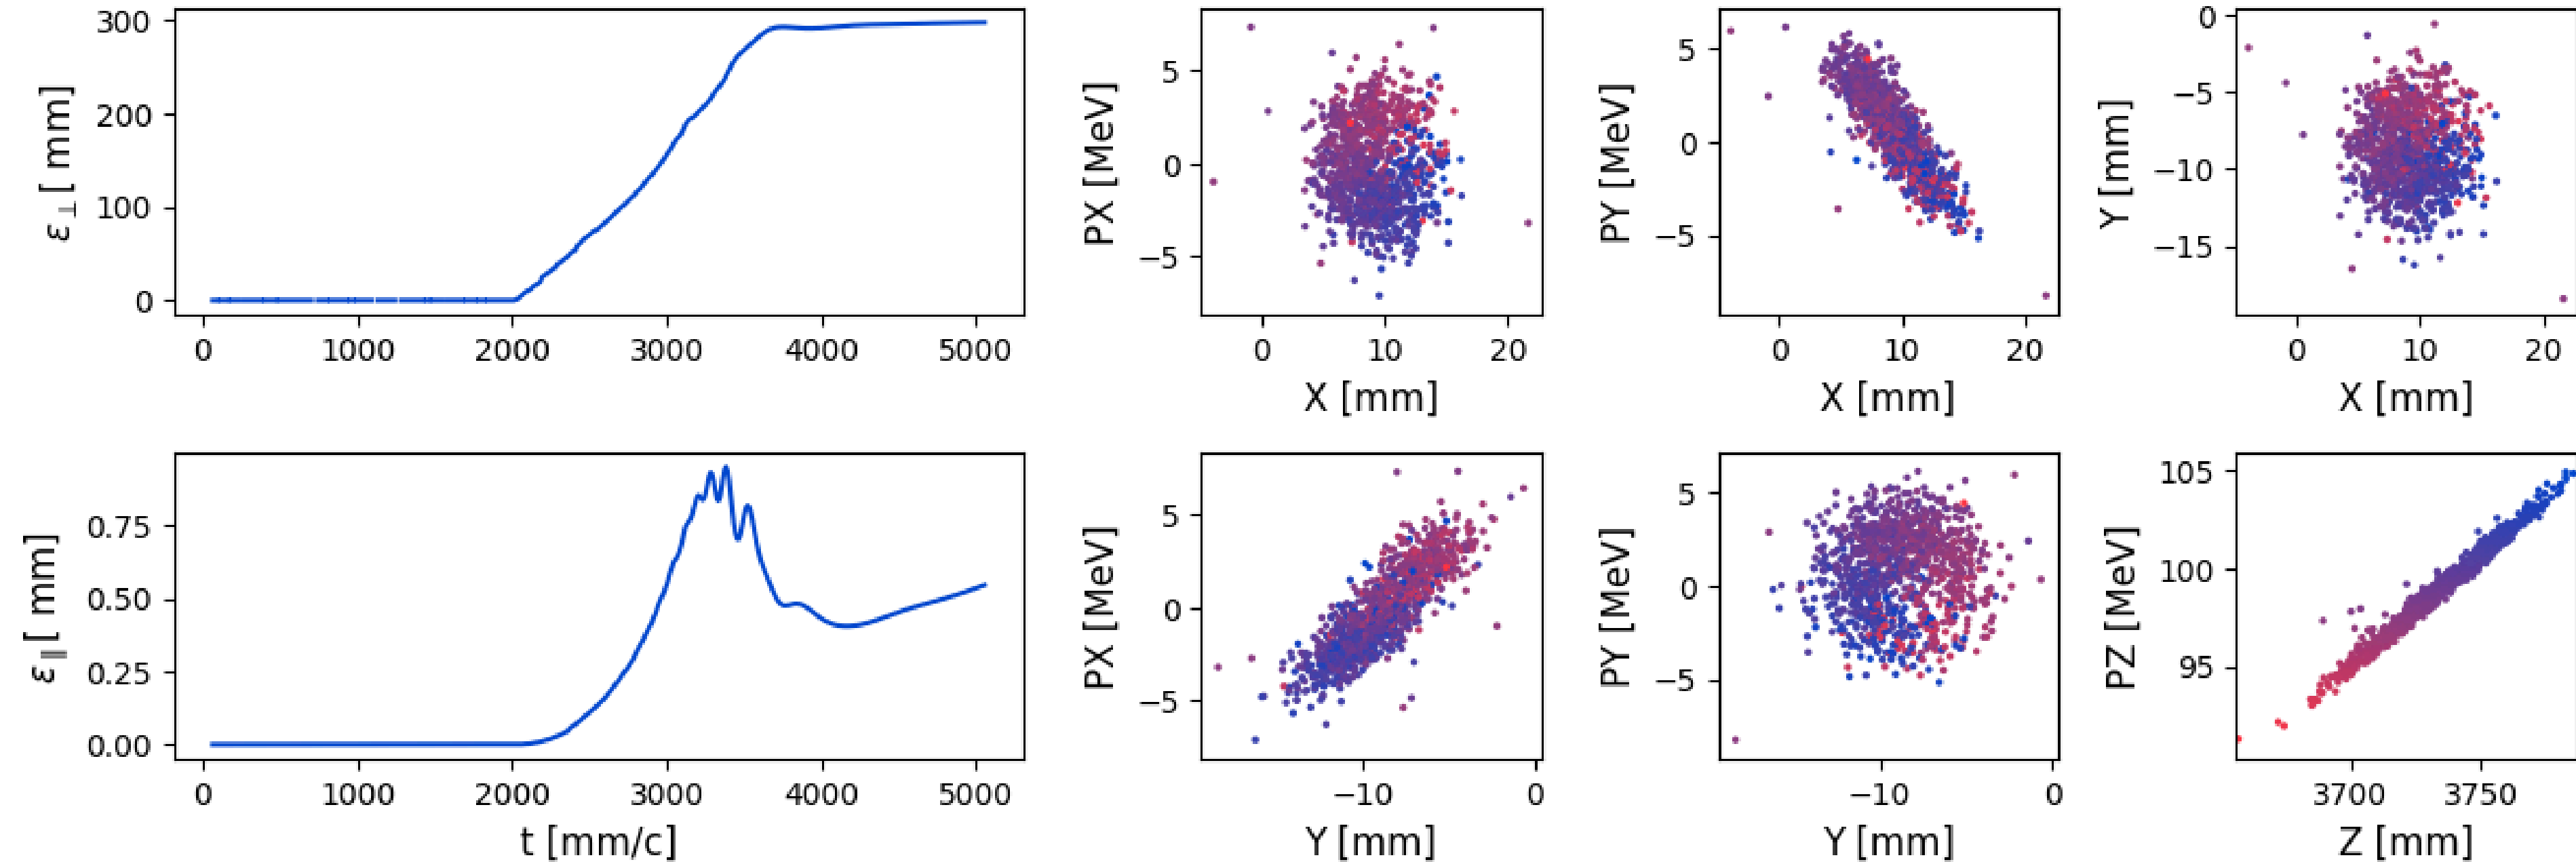 ε⊥ [ mm]
300
200
100
0
0 1000 2000 3000 4000 5000
PX [MeV]
5
0
−5
0 10 20
X [mm]
PY [MeV]
5
0
−5
0 10 20
X [mm]
Y [mm]
0
−5
−10
−15
0 10 20
X [mm]
ε∥ [ mm]
0.75
0.50
0.25
0.00
0 1000 2000 3000 4000 5000
t [mm/c]
PX [MeV]
5
0
−5
−10 0
Y [mm]
PY [MeV]
5
0
−5
−10 0
Y [mm]
PZ [MeV]
105
100
95
3700 3750
Z [mm]